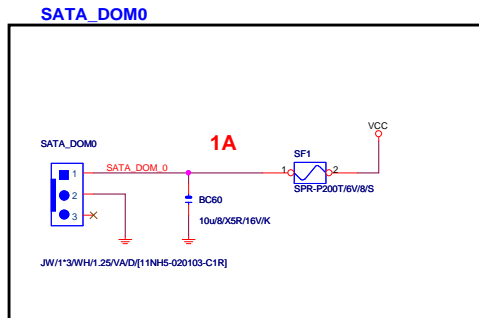 SATA_DOM0
VCC
1A
SATA_DOM0
SF1
1
SATA_DOM_0
1
2
SPR-P200T/6V/8/S
2
BC60
3
10u/8/X5R/16V/K
JW/1*3/WH/1.25/VA/D/[11NH5-020103-C1R]